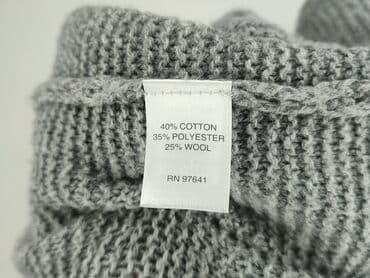 40% COTTON
35% POLYESTER
25% WOOL
RN 97641